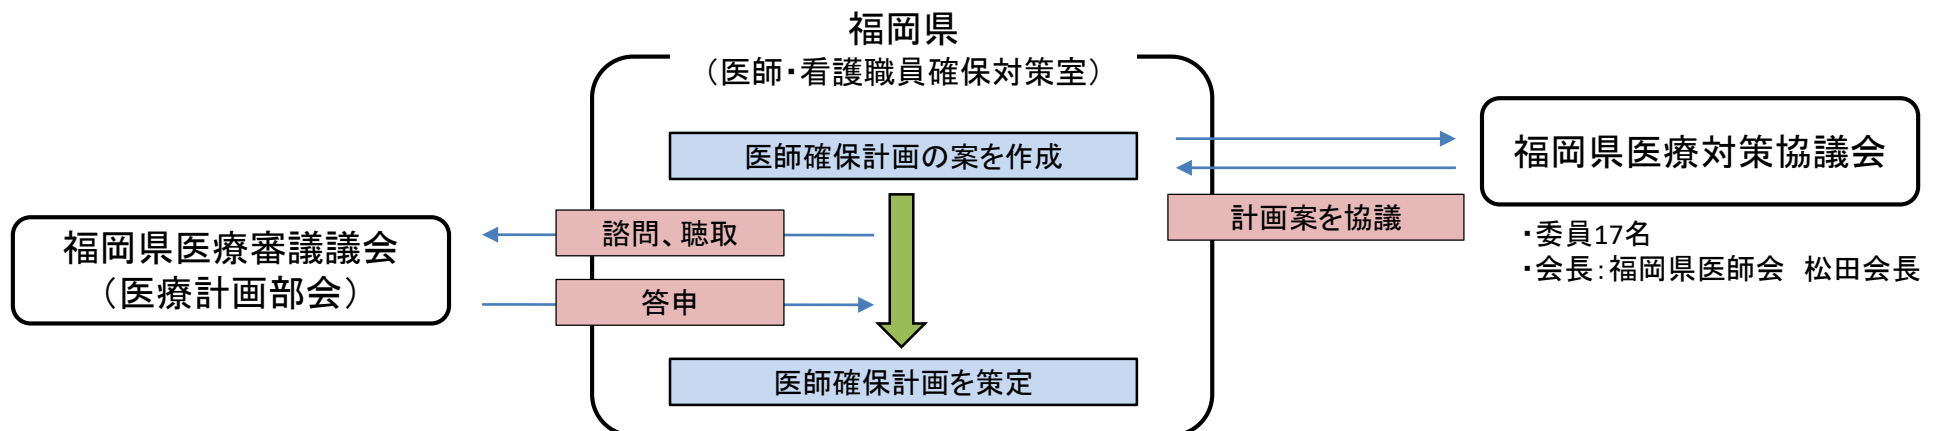 福岡県
（医師・看護職員確保対策室）
医師確保計画の案を作成
福岡県医療対策協議会
計画案を協議
・委員17名
・会長：福岡県医師会　松田会長
諮問、聴取
福岡県医療審議議会
（医療計画部会）
答申
医師確保計画を策定